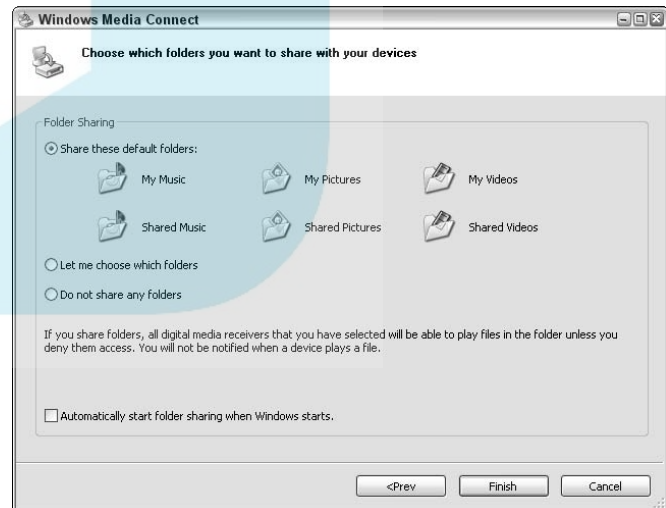 Windows Media Connect
Choose which folders you want to share with your devices
Folder Sharing
Share these default folders:
My Music My Pictures My Videos
Shared Music Shared Pictures Shared Videos
Let me choose which folders
Do not share any folders
If you share folders, all digital media receivers that you have selected will be able to play files in the folder unless you
deny them access. You will not be notified when a device plays a file.
Automatically start folder sharing when Windows starts.
<Prev Finish Cancel